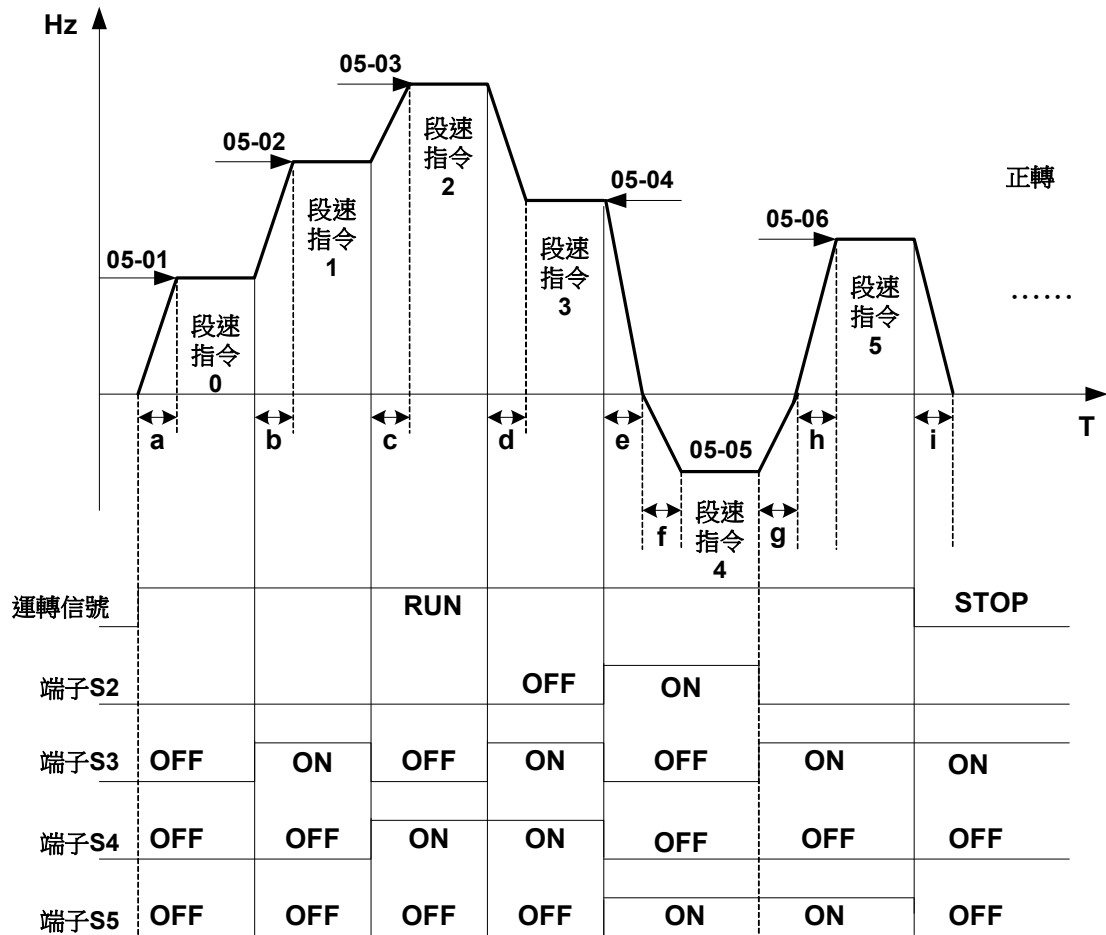 Hz
05-03
05-02
05-04
05-01
05-06
正轉
段速
指令
0
段速
指令
1
段速
指令
2
段速
指令
3
段速
指令
5
……
a
b
c
d
e
h
i
T
05-05
f
段速
指令
4
g
運轉信號
RUN
STOP
端子S2
OFF
ON
端子S3 OFF ON OFF ON OFF ON ON
端子S4 OFF OFF ON ON OFF OFF OFF
端子S5 OFF OFF OFF OFF ON ON OFF